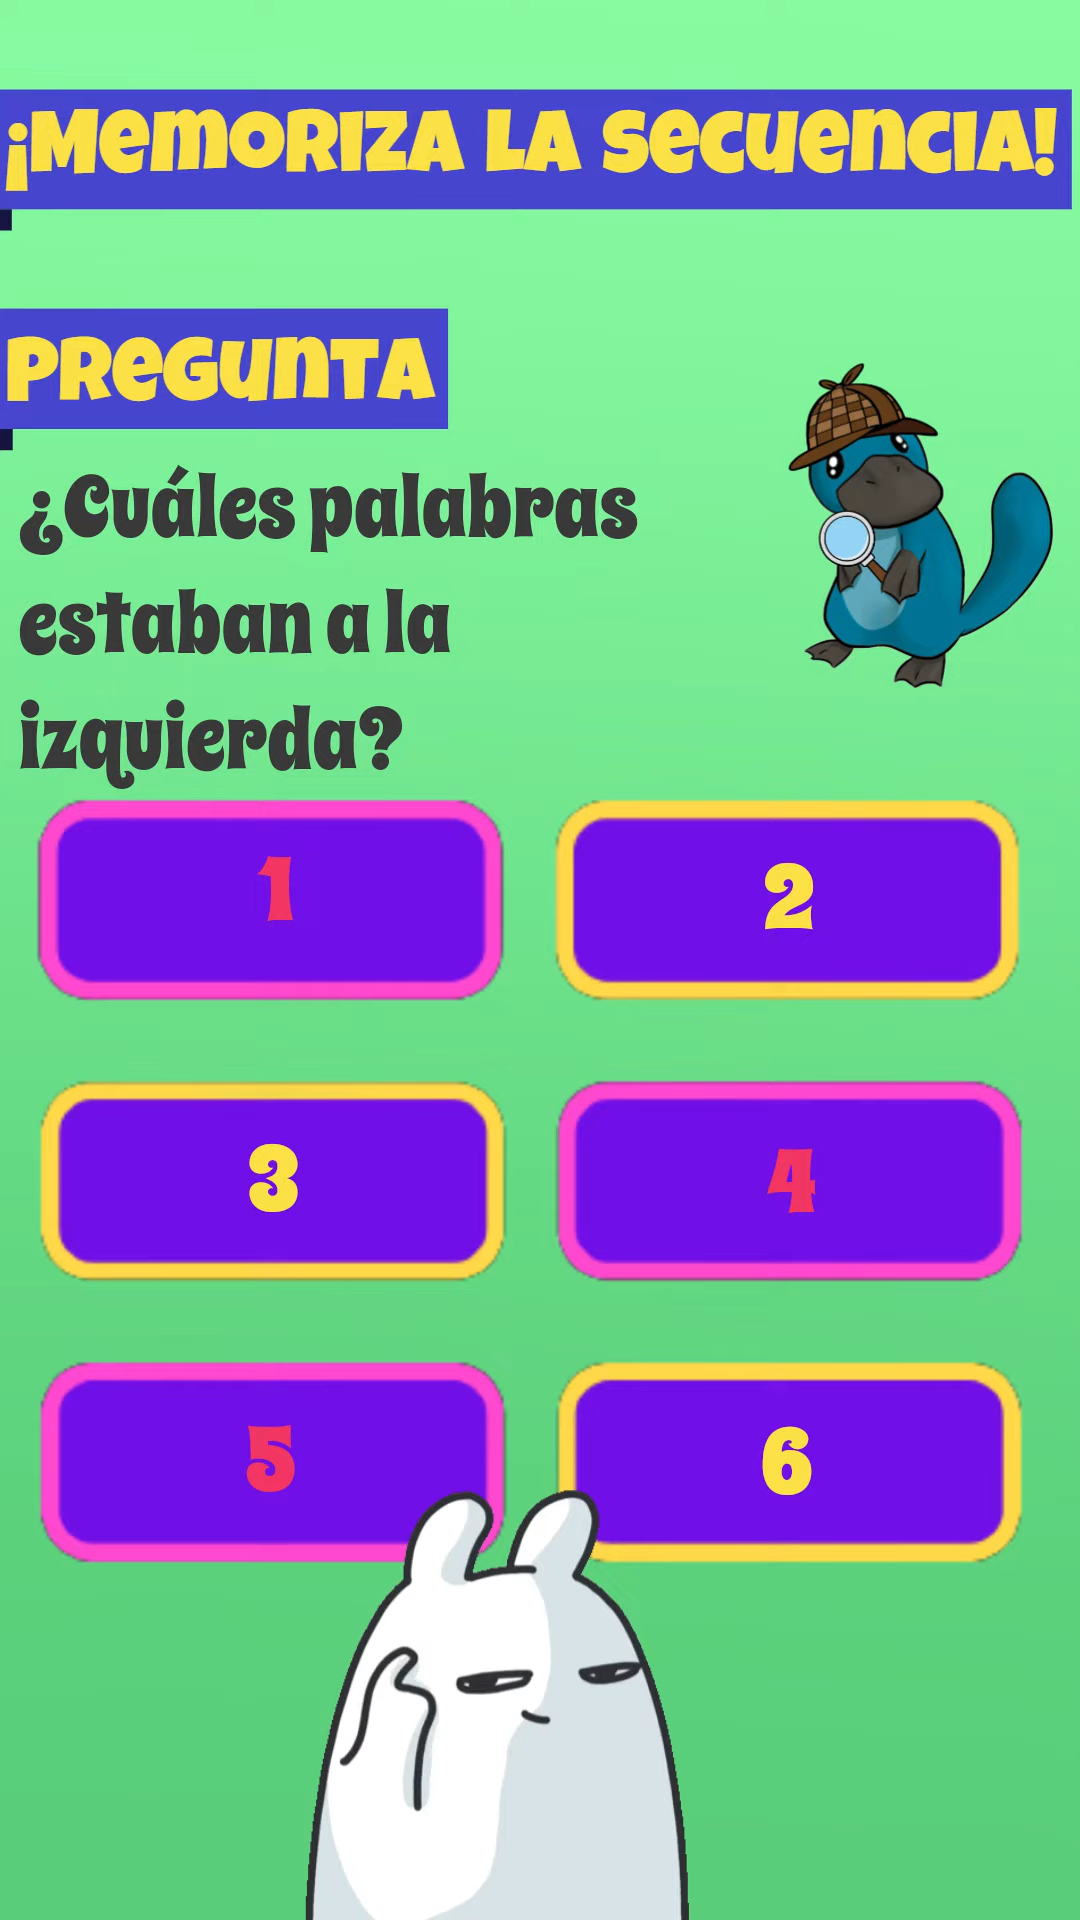 ¡Memoriza la secuencia!
Pregunta
¿Cuáles palabras
estaban a la
izquierda?
1
2
3
4
5
6